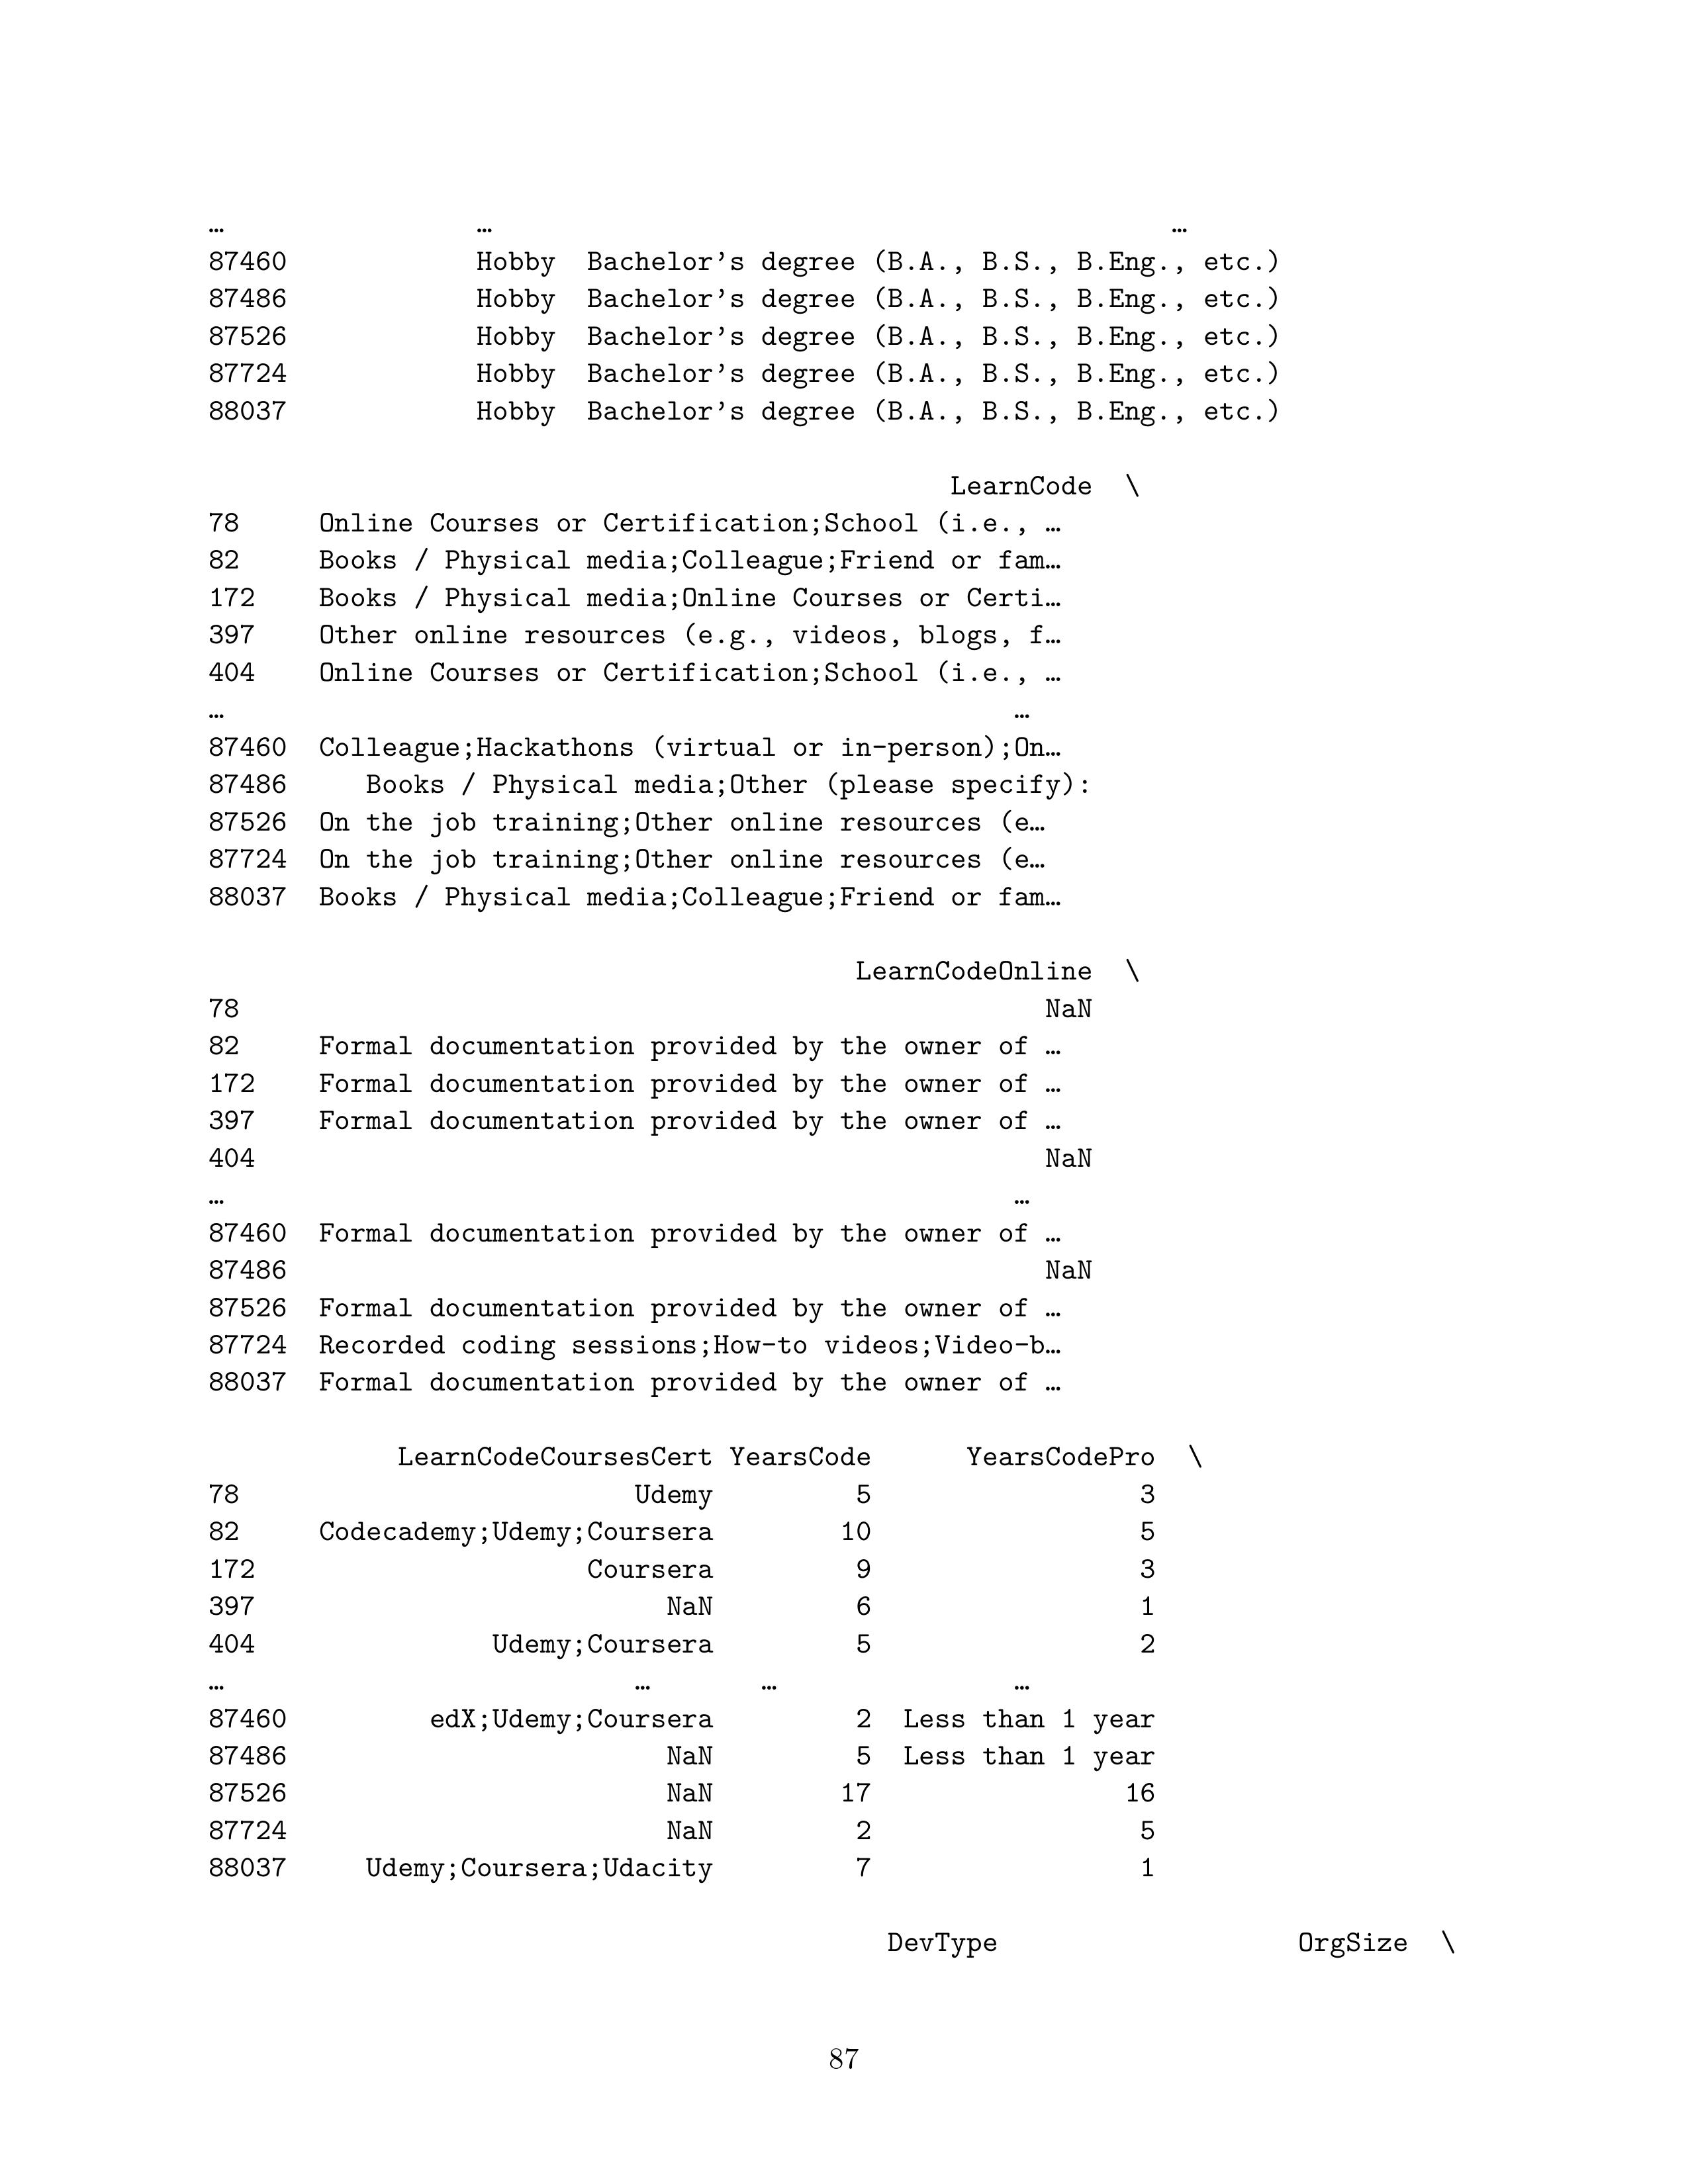 …                …                                            …
87460            Hobby  Bachelor’s degree (B.A., B.S., B.Eng., etc.)
87486            Hobby  Bachelor’s degree (B.A., B.S., B.Eng., etc.)
87526            Hobby  Bachelor’s degree (B.A., B.S., B.Eng., etc.)
87724            Hobby  Bachelor’s degree (B.A., B.S., B.Eng., etc.)
88037            Hobby  Bachelor’s degree (B.A., B.S., B.Eng., etc.)
LearnCode  \
78     Online Courses or Certification;School (i.e., …
82     Books / Physical media;Colleague;Friend or fam…
172    Books / Physical media;Online Courses or Certi…
397    Other online resources (e.g., videos, blogs, f…
404    Online Courses or Certification;School (i.e., …
…                                                  …
87460  Colleague;Hackathons (virtual or in-person);On…
87486     Books / Physical media;Other (please specify):
87526  On the job training;Other online resources (e…
87724  On the job training;Other online resources (e…
88037  Books / Physical media;Colleague;Friend or fam…
LearnCodeOnline  \
78                                                   NaN
82     Formal documentation provided by the owner of …
172    Formal documentation provided by the owner of …
397    Formal documentation provided by the owner of …
404                                                  NaN
…                                                  …
87460  Formal documentation provided by the owner of …
87486                                                NaN
87526  Formal documentation provided by the owner of …
87724  Recorded coding sessions;How-to videos;Video-b…
88037  Formal documentation provided by the owner of …
LearnCodeCoursesCert YearsCode      YearsCodePro  \
78                         Udemy         5                 3
82     Codecademy;Udemy;Coursera        10                 5
172                     Coursera         9                 3
397                          NaN         6                 1
404               Udemy;Coursera         5                 2
…                          …       …               …
87460         edX;Udemy;Coursera         2  Less than 1 year
87486                        NaN         5  Less than 1 year
87526                        NaN        17                16
87724                        NaN         2                 5
88037     Udemy;Coursera;Udacity         7                 1
DevType                   OrgSize  \
87